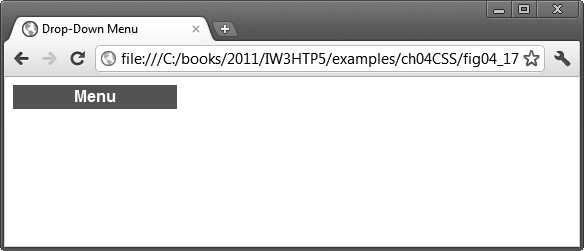 Drop-Down Menu
file:///C:/books/2011/IW3HTP5/examples/ch04CSS/fig04_17
Menu